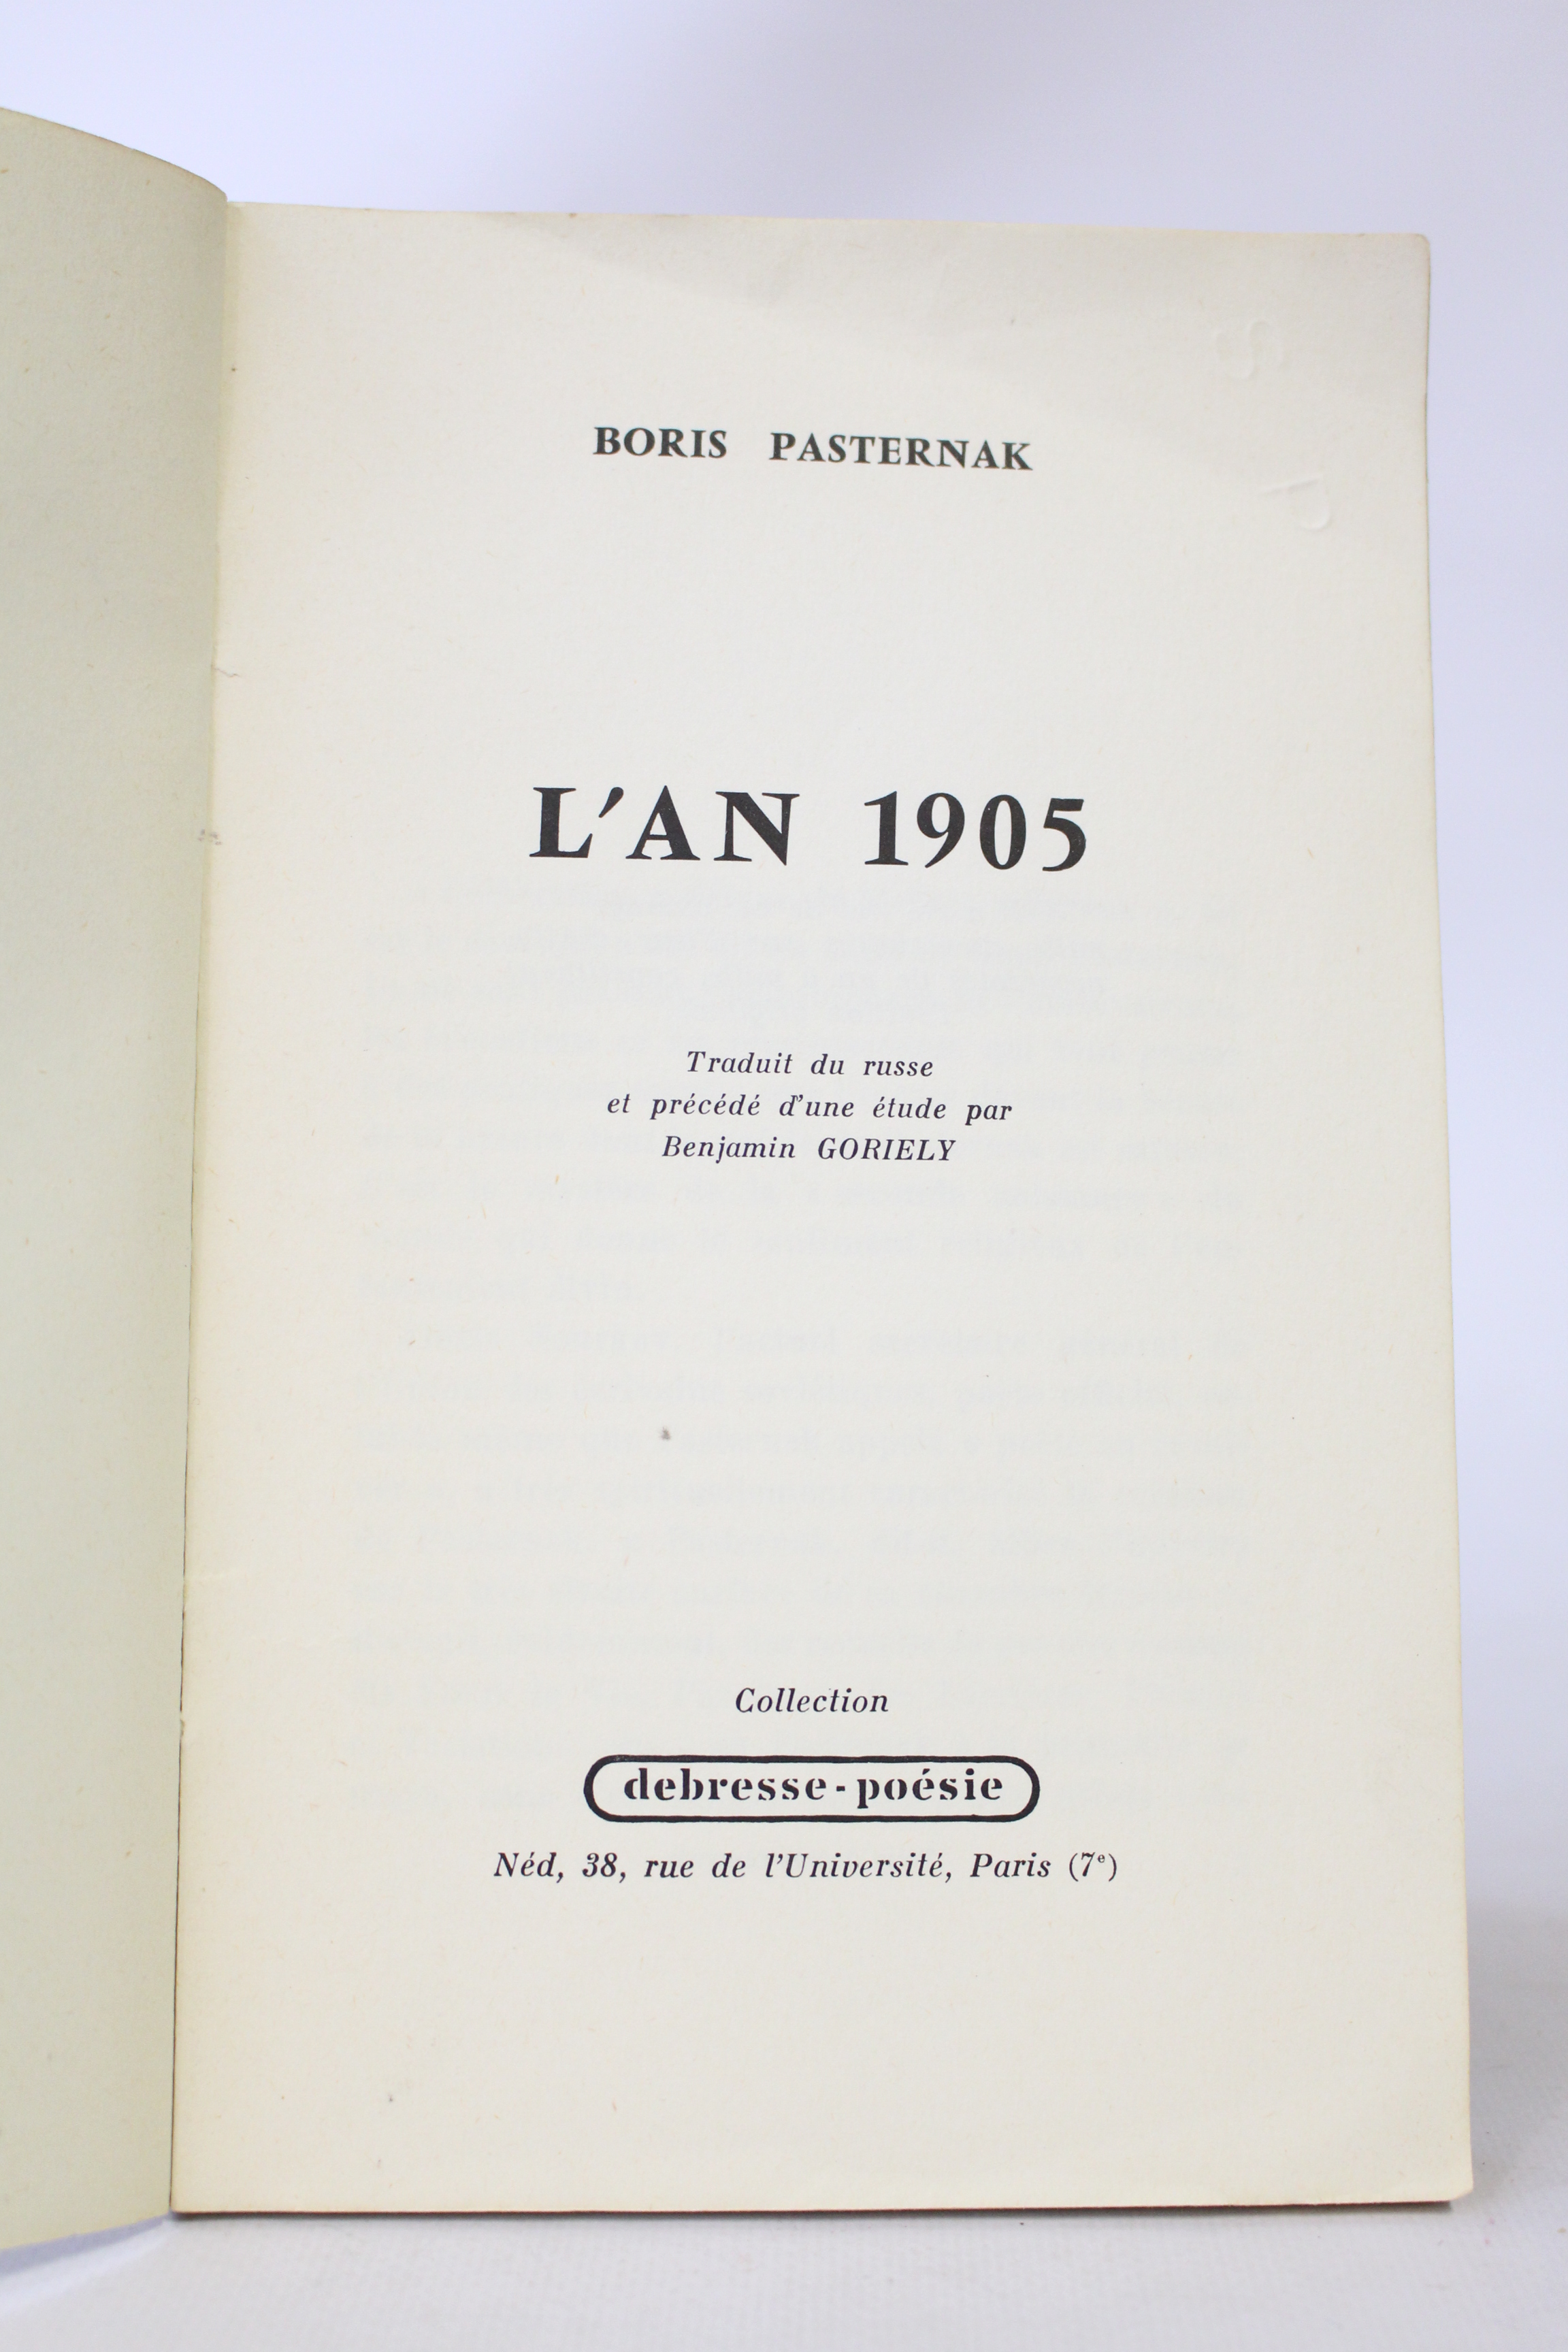 BORIS PASTERNAK
L'AN 1905
Traduit du russe
et précédé d'une étude par
Benjamin GORIELY
Collection
debresse-poésie
Néd, 38, rue de l'Université, Paris (7e)